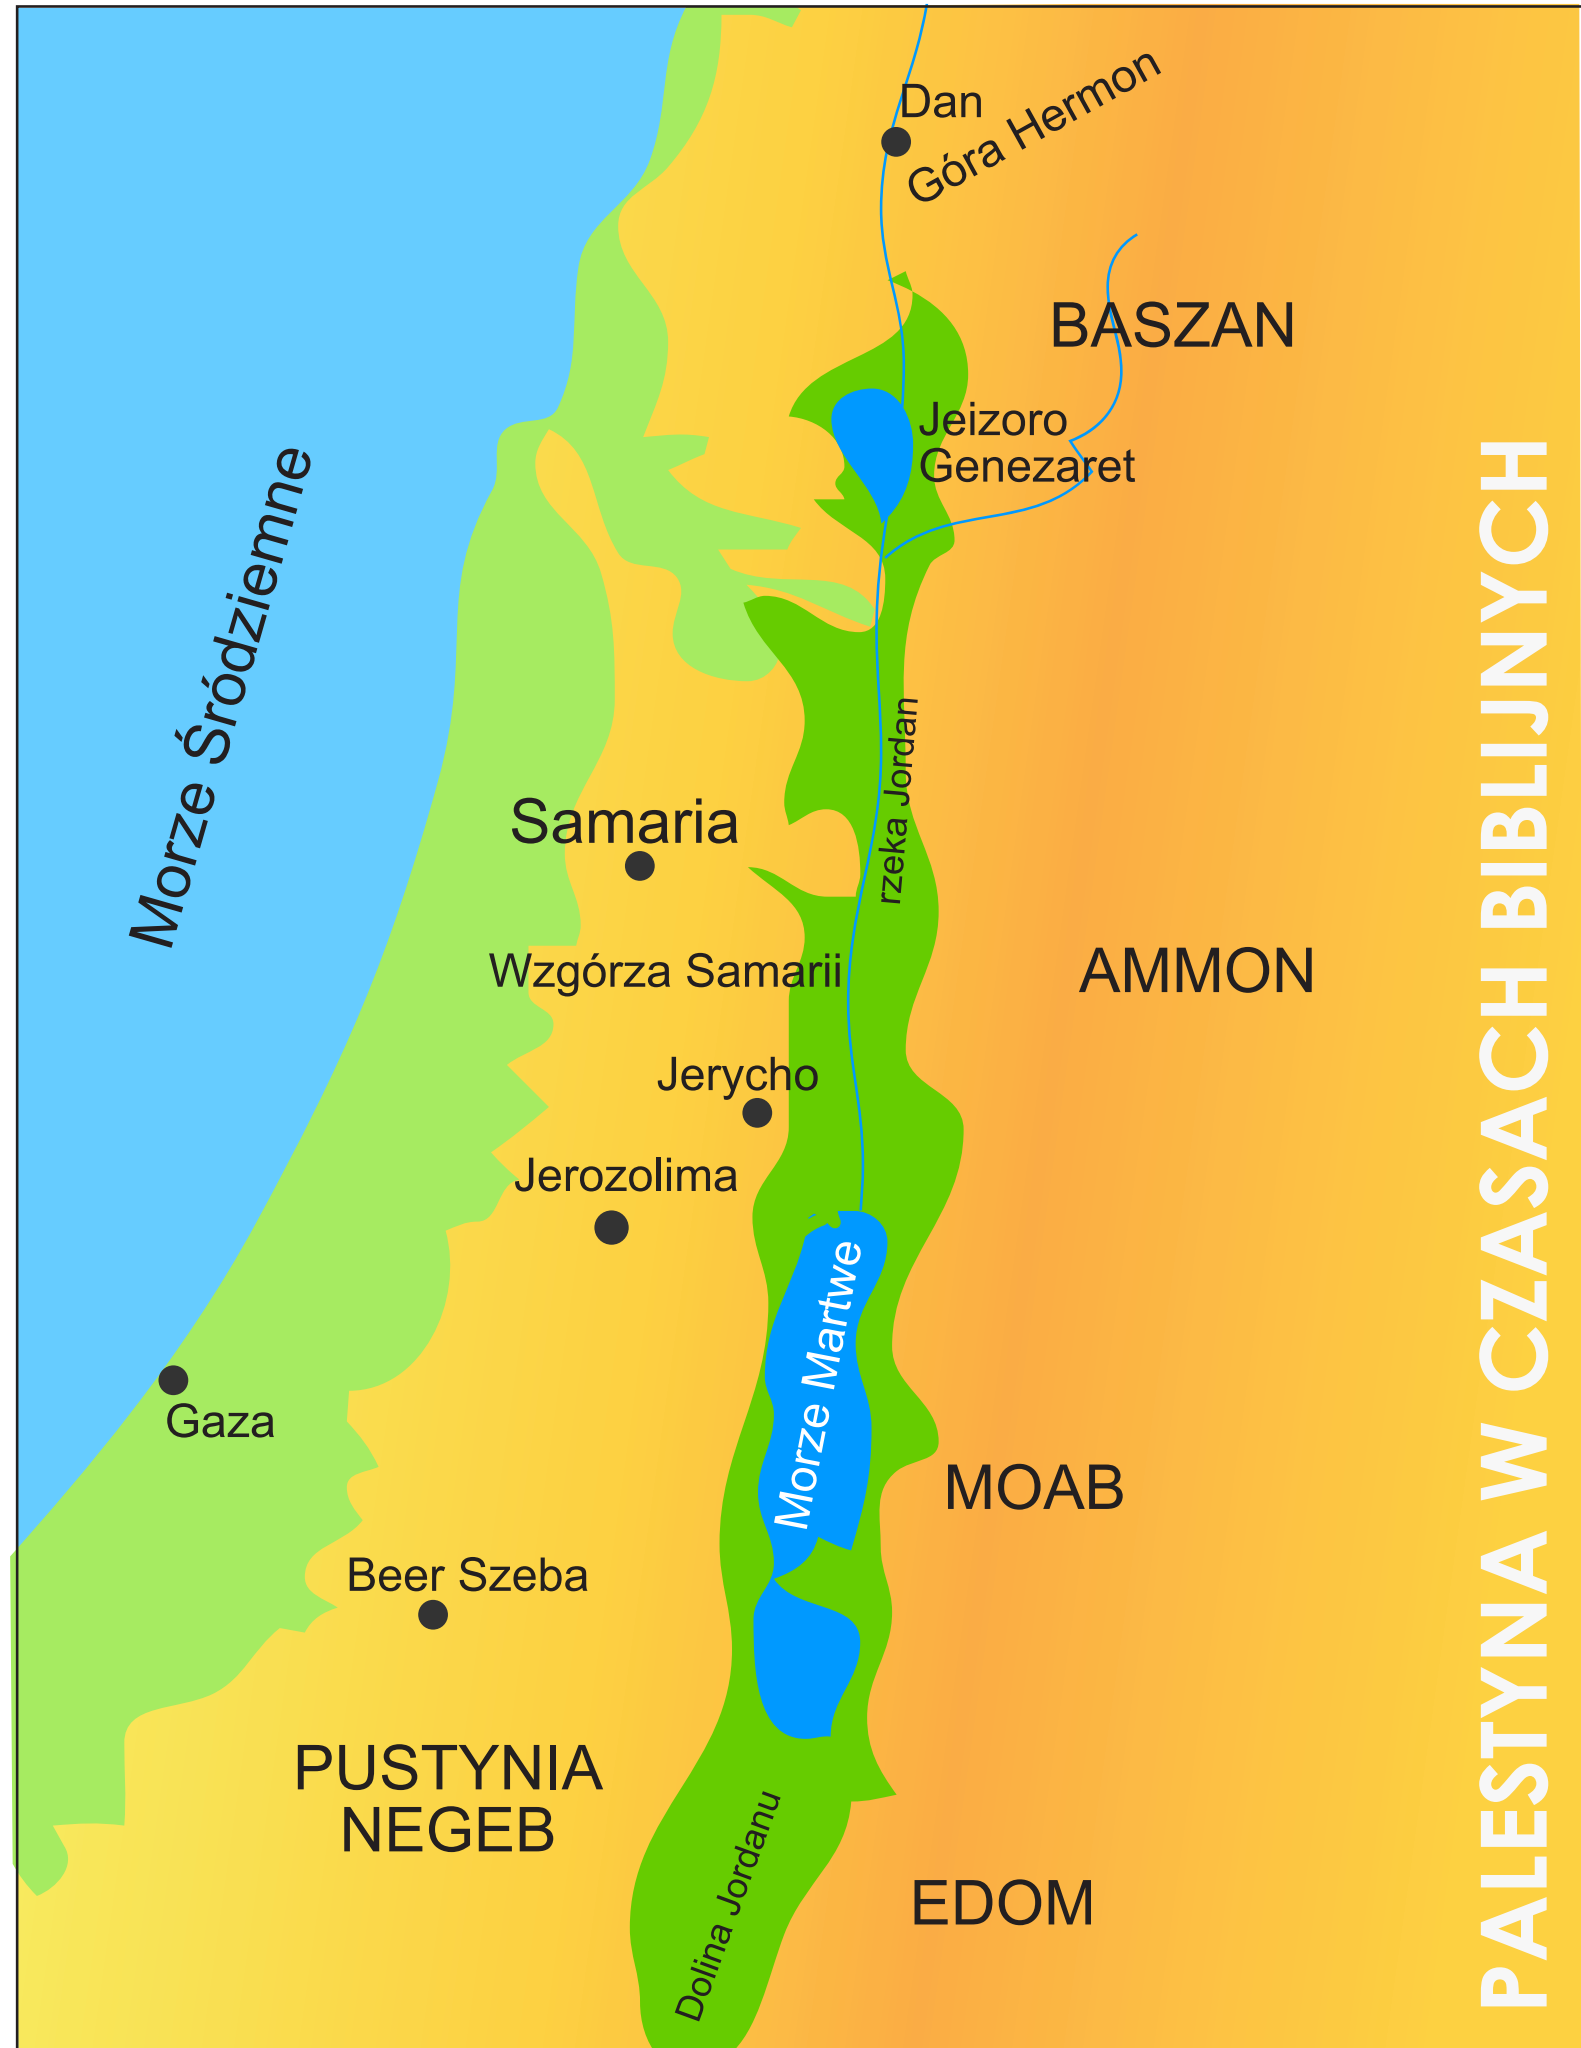 Dan
Góra Hermon
BASZAN
Jeizoro
Genezaret
Morze Śródziemne
rzeka Jordan
Samaria
Wzgórza Samarii
AMMON
Jerycho
Jerozolima
Morze Martwe
Gaza
MOAB
Beer Szeba
PUSTYNIA
NEGEB
Dolina Jordanu
EDOM
PALESTYNA W CZASACH BIBLIJNYCH